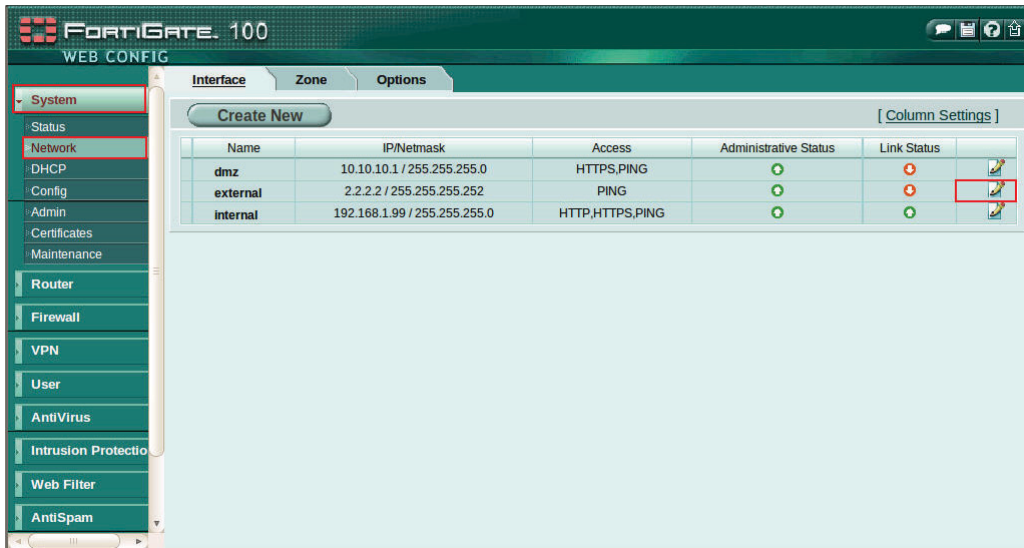 FORTIGATE. 100
WEB CONFIG
Interface Zone Options
System
Status
Network
DHCP
Config
Admin
Certificates
Maintenance
Router
Firewall
VPN
User
AntiVirus
Intrusion Protectio
Web Filter
AntiSpam
Create New [ Column Settings ]
Name IP/Netmask Access Administrative Status Link Status
dmz 10.10.10.1 / 255.255.255.0 HTTPS,PING
external 2.2.2.2 / 255.255.255.252 PING
internal 192.168.1.99 / 255.255.255.0 HTTP,HTTPS,PING